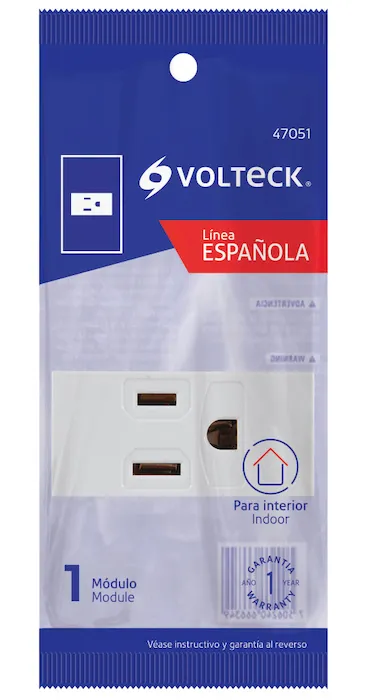 47051
VOLTECK®
Línea
ESPAÑOLA
ADVERTENCIA
WARNING
Para interior
Indoor
GARANTÍA
AÑO 1 YEAR
WARRANTY
1 Módulo
Module
Véase instructivo y garantía al reverso